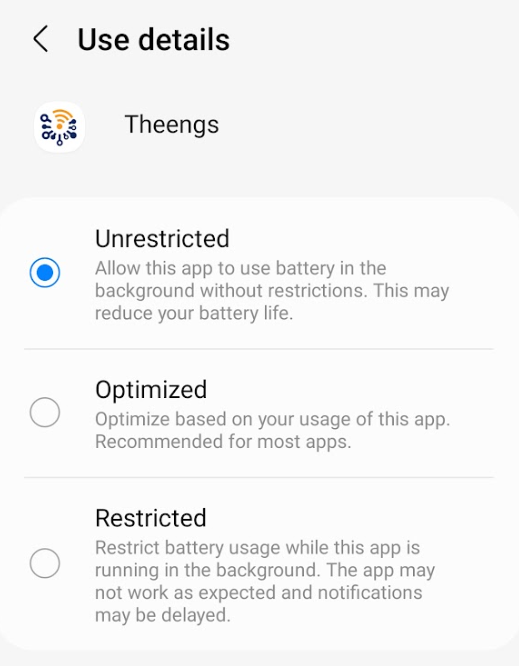 Use details
Theengs
Unrestricted
Allow this app to use battery in the
background without restrictions. This may
reduce your battery life.
Optimized
Optimize based on your usage of this app.
Recommended for most apps.
Restricted
Restrict battery usage while this app is
running in the background. The app may
not work as expected and notifications
may be delayed.